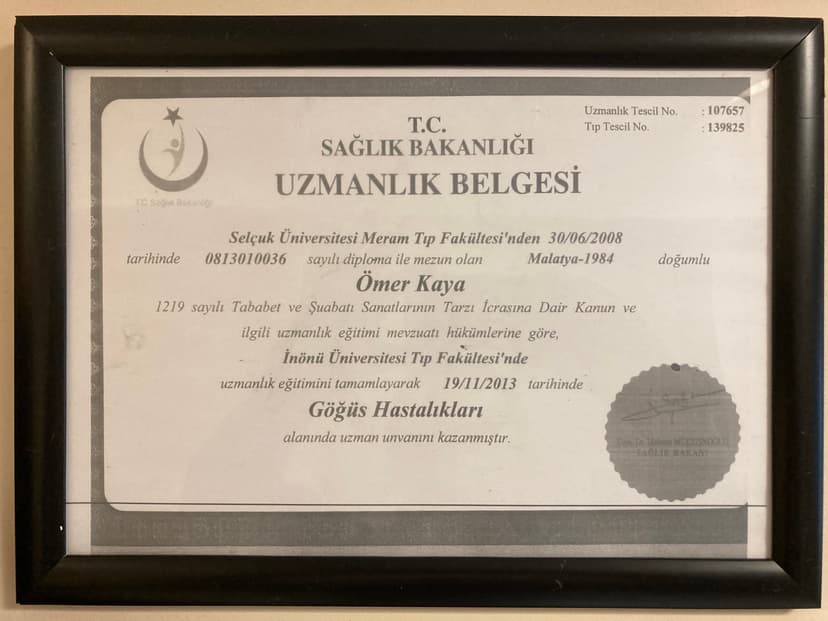 Uzmanlık Tescil No. : 107657
Tıp Tescil No. : 139825
T.C.
SAĞLIK BAKANLIĞI
UZMANLIK BELGESİ
T.C. Sağlık Bakanlığı
Selçuk Üniversitesi Meram Tıp Fakültesi'nden 30/06/2008
tarihinde 0813010036 sayılı diploma ile mezun olan Malatya-1984 doğumlu
Ömer Kaya
1219 sayılı Tababet ve Şuabatı Sanatlarının Tarzı İcrasına Dair Kanun ve
ilgili uzmanlık eğitimi mevzuatı hükümlerine göre,
İnönü Üniversitesi Tıp Fakültesi'nde
uzmanlık eğitimini tamamlayarak 19/11/2013 tarihinde
Göğüs Hastalıkları
alanında uzman unvanını kazanmıştır.
SAĞLIK BAKANI